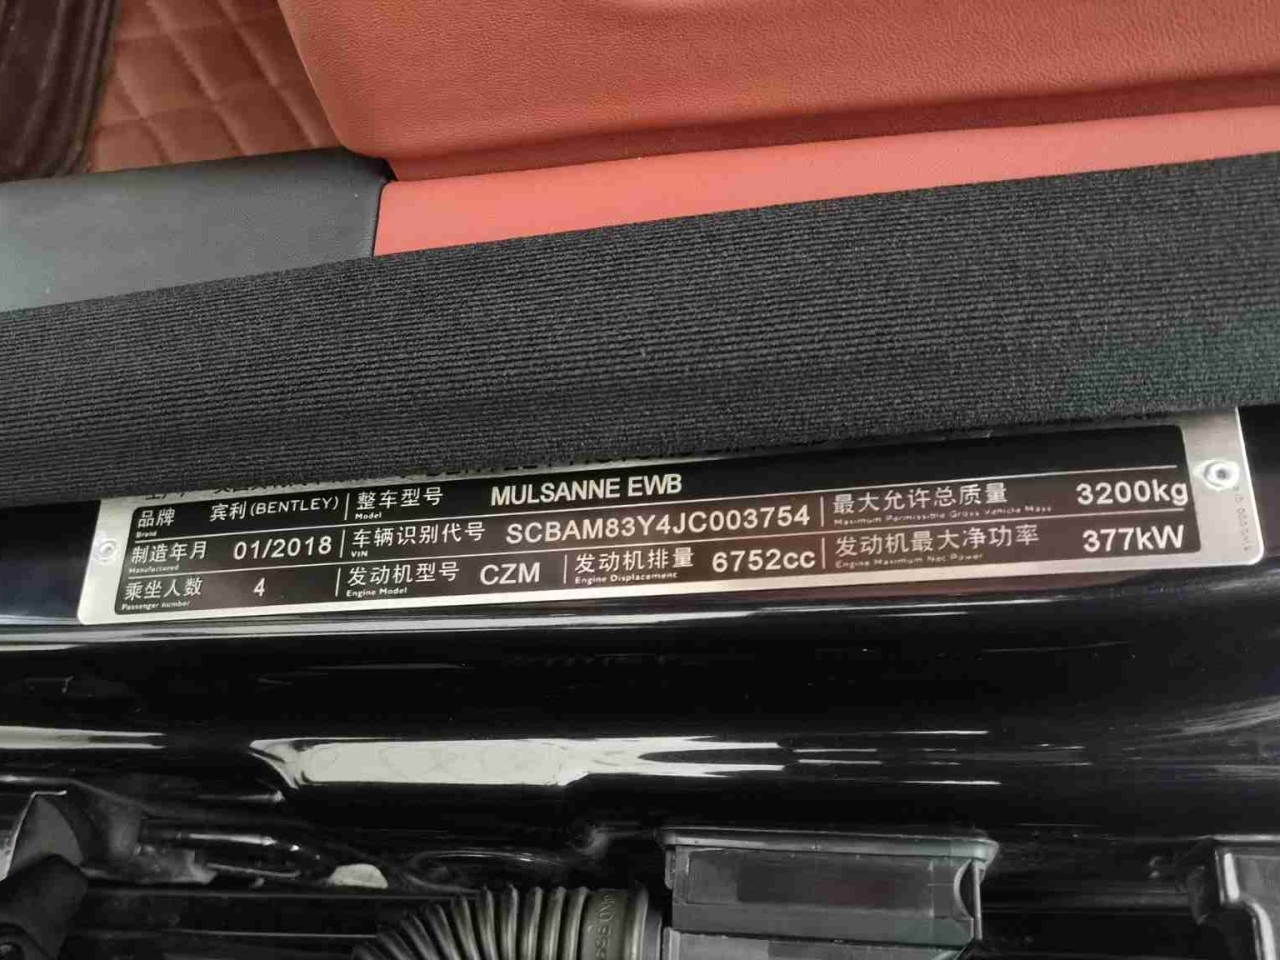 品牌 宾利(BENTLEY) 整车型号 MULSANNE EWB
Brand Model
制造年月 01/2018 车辆识别代号 SCBAM83Y4JC003754 最大允许总质量 3200kg
Manufactured VIN Maximum Permissible Gross Vehicle Mass
乘坐人数 4 发动机型号 CZM 发动机排量 6752cc 发动机最大净功率 377kW
Passenger Number Engine Model Engine Displacement Engine Maximum Net Power